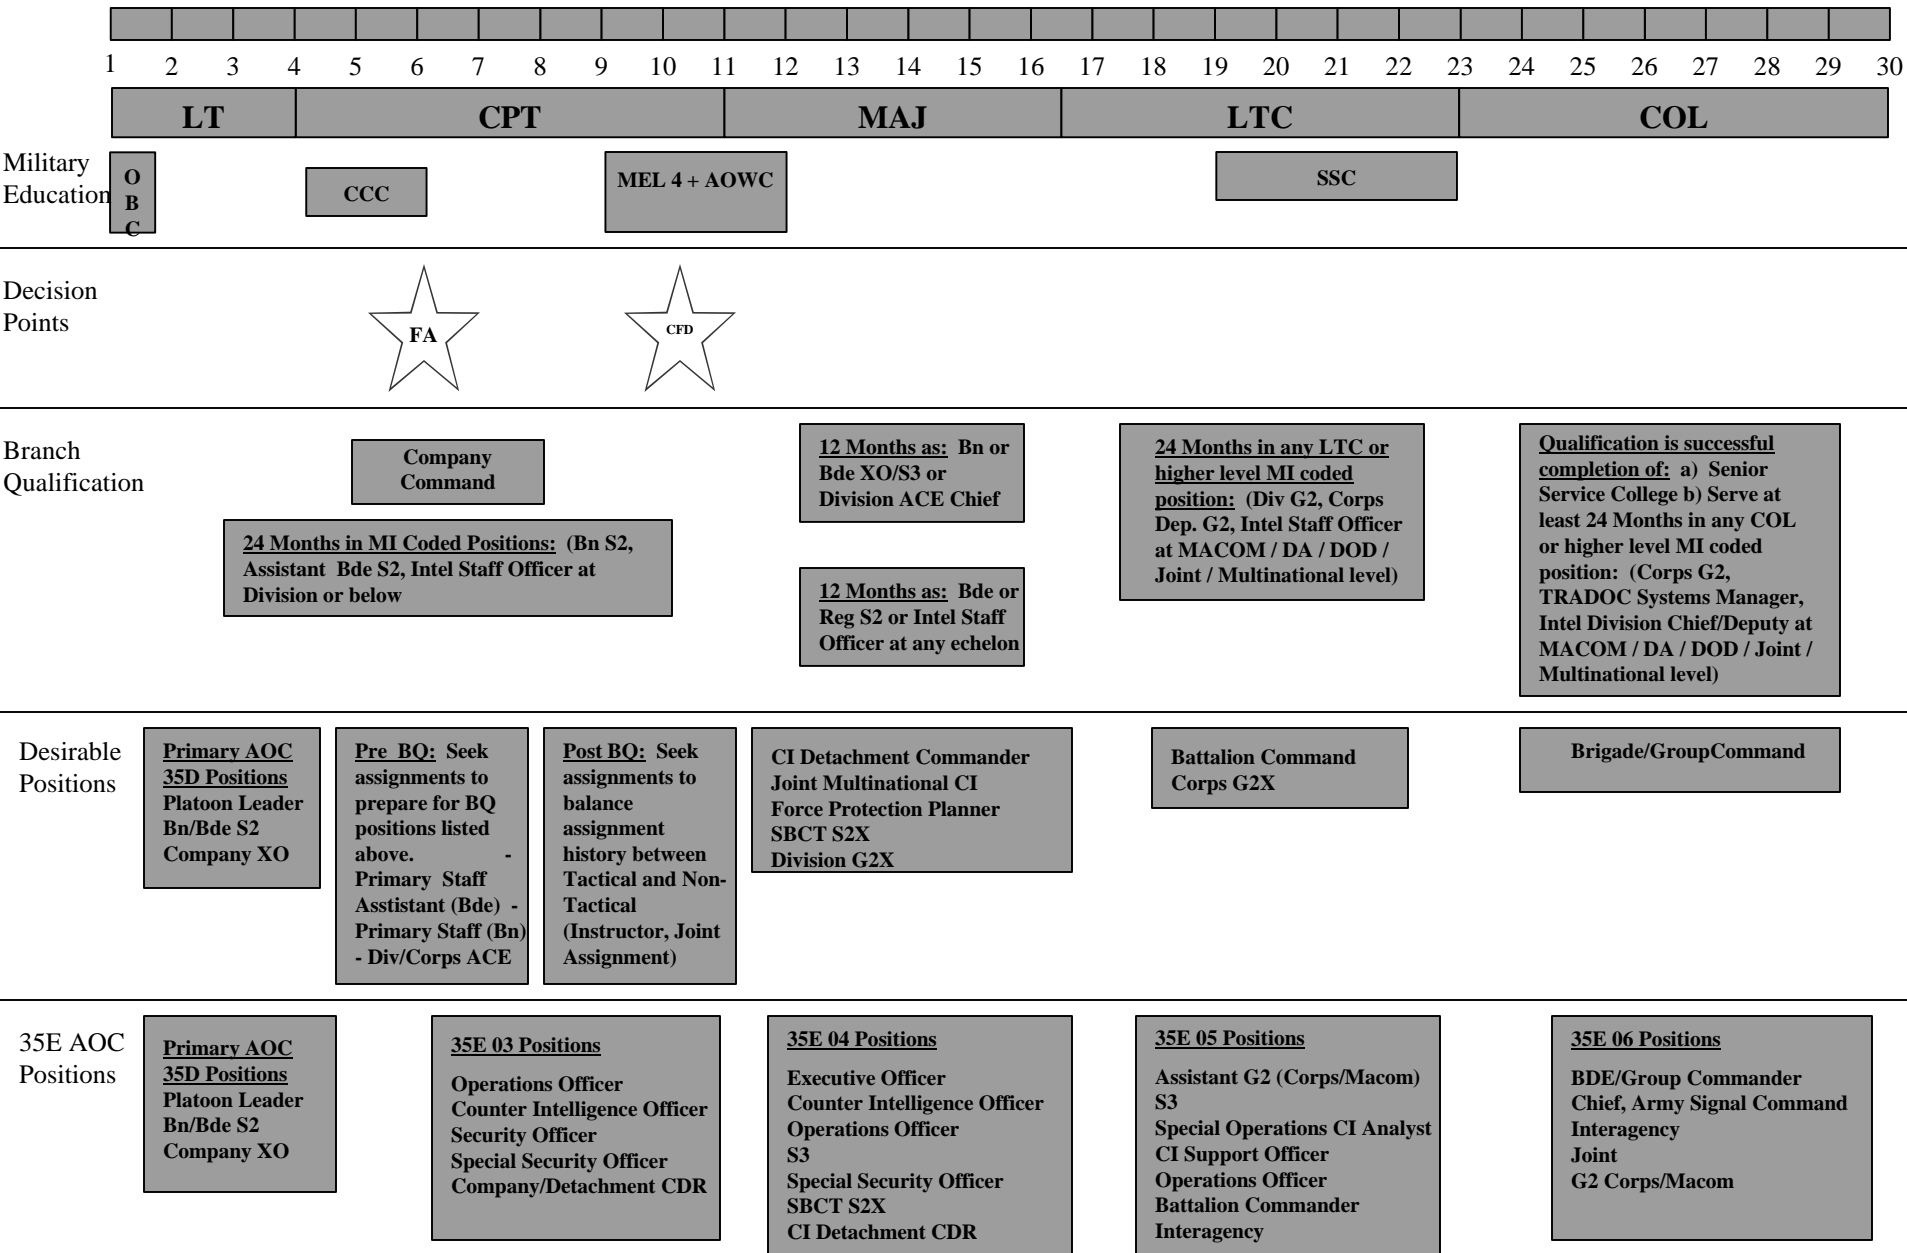 1 2 3 4 5 6 7 8 9 10 11 12 13 14 15 16 17 18 19 20 21 22 23 24 25 26 27 28 29 30
LT CPT MAJ LTC COL
Military
Education
O
B
C
CCC
MEL 4 + AOWC
SSC
Decision
Points
FA
CFD
Branch
Qualification
Company
Command
24 Months in MI Coded Positions: (Bn S2,
Assistant Bde S2, Intel Staff Officer at
Division or below
12 Months as: Bn or
Bde XO/S3 or
Division ACE Chief
12 Months as: Bde or
Reg S2 or Intel Staff
Officer at any echelon
24 Months in any LTC or
higher level MI coded
position: (Div G2, Corps
Dep. G2, Intel Staff Officer
at MACOM / DA / DOD /
Joint / Multinational level)
Qualification is successful
completion of: a) Senior
Service College b) Serve at
least 24 Months in any COL
or higher level MI coded
position: (Corps G2,
TRADOC Systems Manager,
Intel Division Chief/Deputy at
MACOM / DA / DOD / Joint /
Multinational level)
Desirable
Positions
Primary AOC
35D Positions
Platoon Leader
Bn/Bde S2
Company XO
Pre BQ: Seek
assignments to
prepare for BQ
positions listed
above. -
Primary Staff
Asstistant (Bde) -
Primary Staff (Bn)
- Div/Corps ACE
Post BQ: Seek
assignments to
balance
assignment
history between
Tactical and Non-
Tactical
(Instructor, Joint
Assignment)
CI Detachment Commander
Joint Multinational CI
Force Protection Planner
SBCT S2X
Division G2X
Battalion Command
Corps G2X
Brigade/GroupCommand
35E AOC
Positions
Primary AOC
35D Positions
Platoon Leader
Bn/Bde S2
Company XO
35E 03 Positions
Operations Officer
Counter Intelligence Officer
Security Officer
Special Security Officer
Company/Detachment CDR
35E 04 Positions
Executive Officer
Counter Intelligence Officer
Operations Officer
S3
Special Security Officer
SBCT S2X
CI Detachment CDR
35E 05 Positions
Assistant G2 (Corps/Macom)
S3
Special Operations CI Analyst
CI Support Officer
Operations Officer
Battalion Commander
Interagency
35E 06 Positions
BDE/Group Commander
Chief, Army Signal Command
Interagency
Joint
G2 Corps/Macom